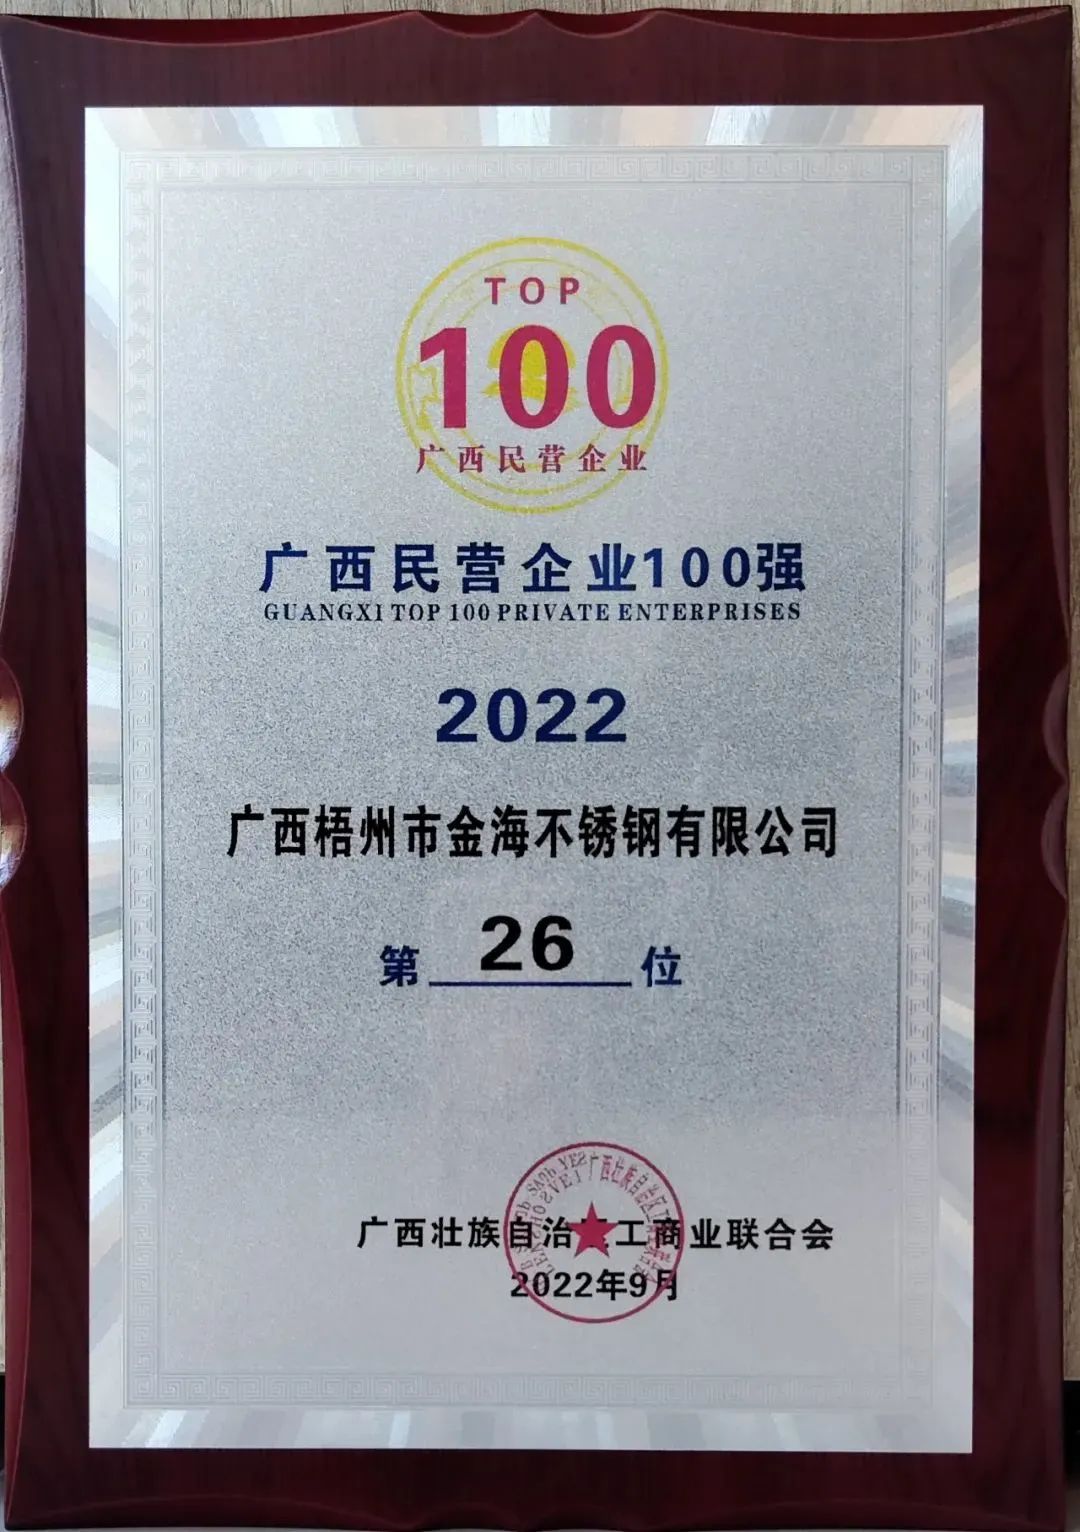 TOP
100
广西民营企业
广西民营企业100强
GUANGXI TOP 100 PRIVATE ENTERPRISES
2022
广西梧州市金海不锈钢有限公司
第 26 位
广西壮族自治区工商业联合会
2022年9月